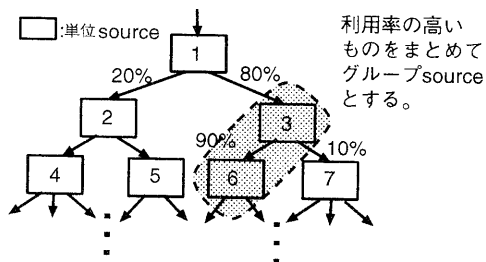 :単位source
利用率の高い
ものをまとめて
グループsource
とする。
1
20%
80%
2
3
90%
10%
4
5
6
7